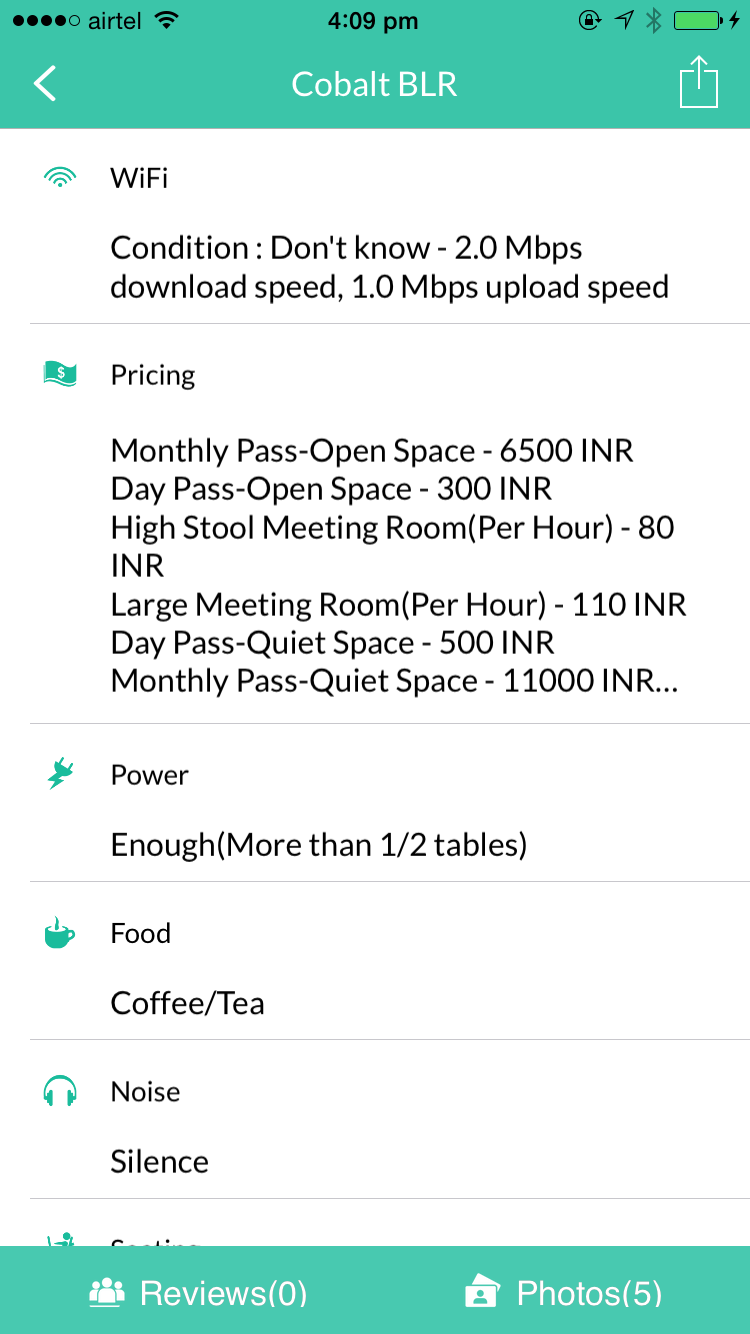 airtel 4:09 pm
Cobalt BLR
WiFi
Condition : Don't know - 2.0 Mbps
download speed, 1.0 Mbps upload speed
$
Pricing
Monthly Pass-Open Space - 6500 INR
Day Pass-Open Space - 300 INR
High Stool Meeting Room(Per Hour) - 80
INR
Large Meeting Room(Per Hour) - 110 INR
Day Pass-Quiet Space - 500 INR
Monthly Pass-Quiet Space - 11000 INR...
Power
Enough(More than 1/2 tables)
Food
Coffee/Tea
Noise
Silence
Seating
Reviews(0) Photos(5)